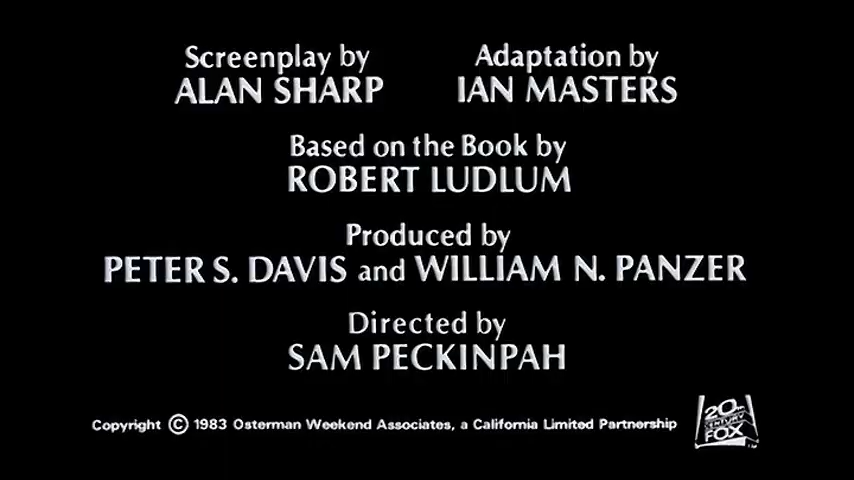 Screenplay by Adaptation by
ALAN SHARP IAN MASTERS
Based on the Book by
ROBERT LUDLUM
Produced by
PETER S. DAVIS and WILLIAM N. PANZER
Directed by
SAM PECKINPAH
Copyright © 1983 Osterman Weekend Associates, a California Limited Partnership
20th
CENTURY
FOX